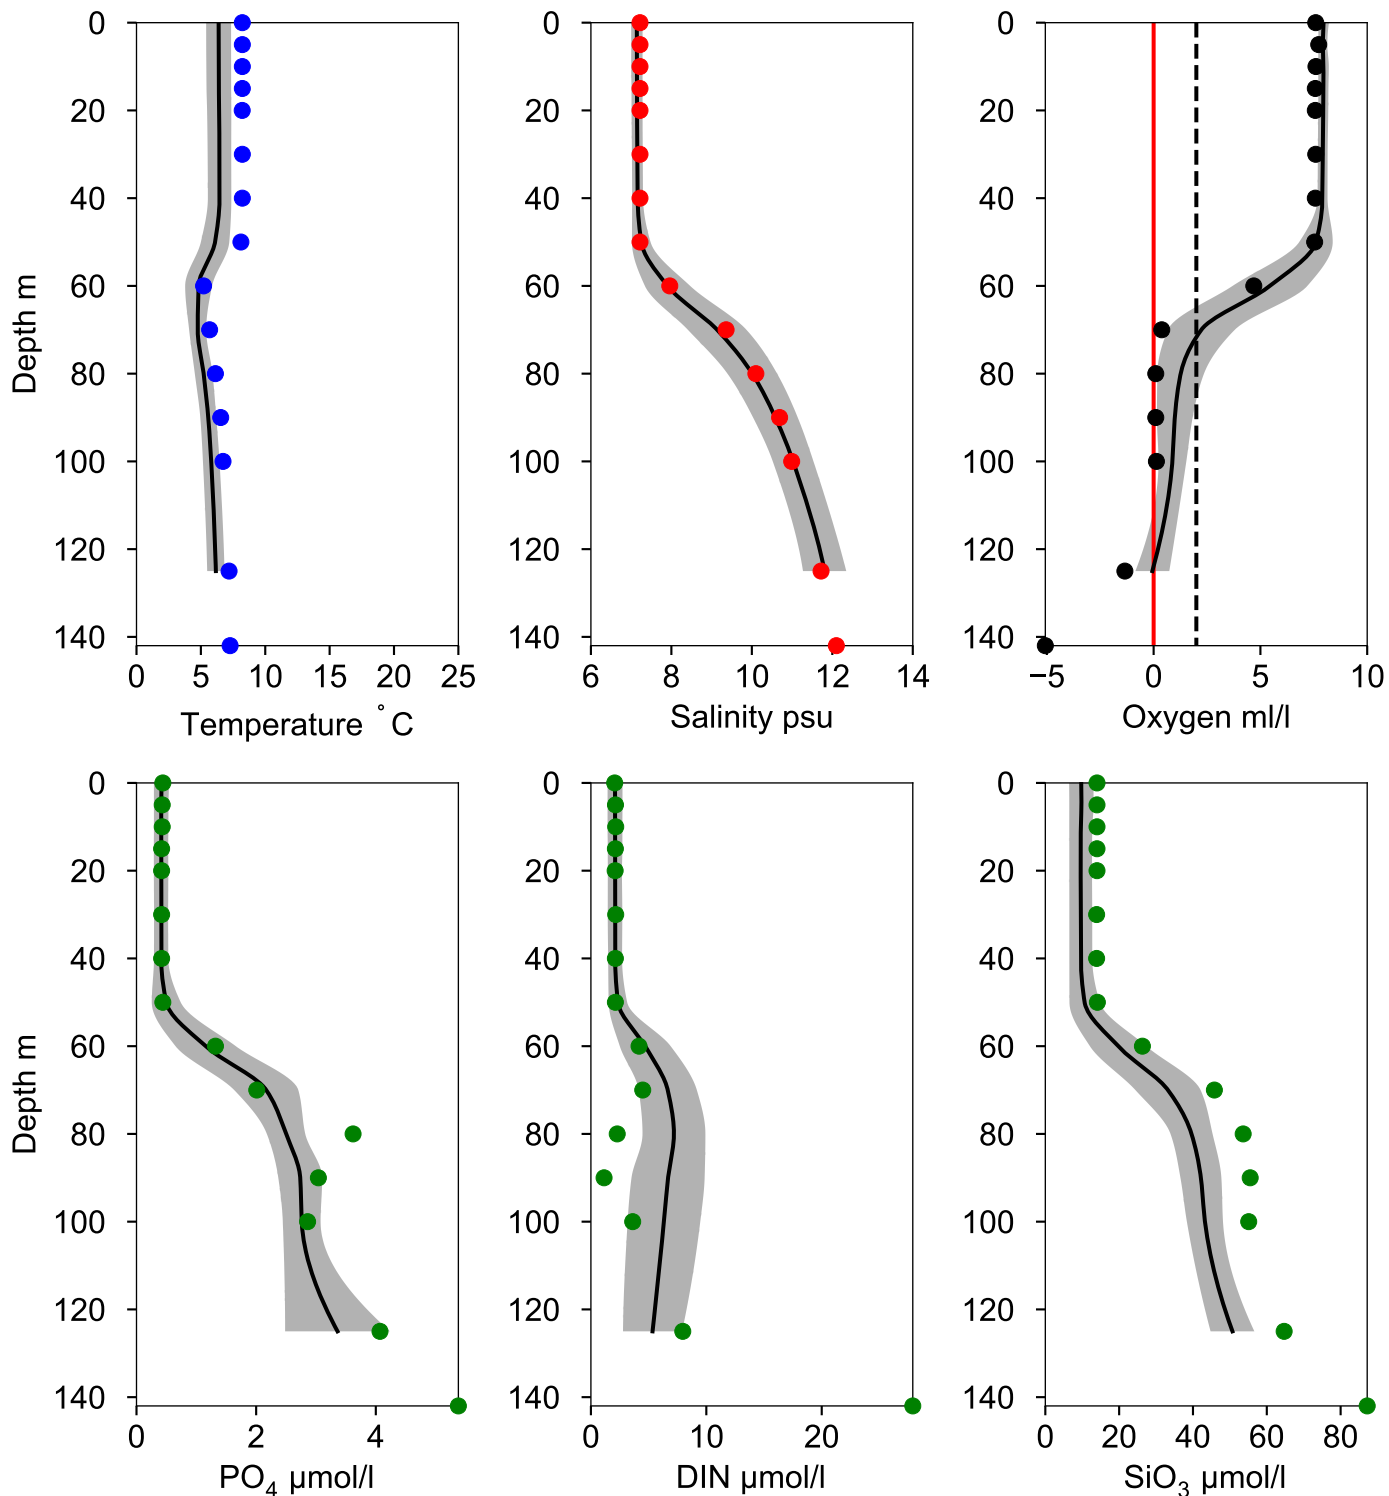 0 0 0
20 20 20
40 40 40
60 60 60
80 80 80
100 100 100
120 120 120
140 140 140
Depth m
0 5 10 15 20 25
6 8 10 12 14
−5 0 5 10
Temperature °C
Salinity psu
Oxygen ml/l
0 0 0
20 20 20
40 40 40
60 60 60
80 80 80
100 100 100
120 120 120
140 140 140
Depth m
0 2 4
0 10 20
0 20 40 60 80
PO₄ µmol/l
DIN µmol/l
SiO₃ µmol/l